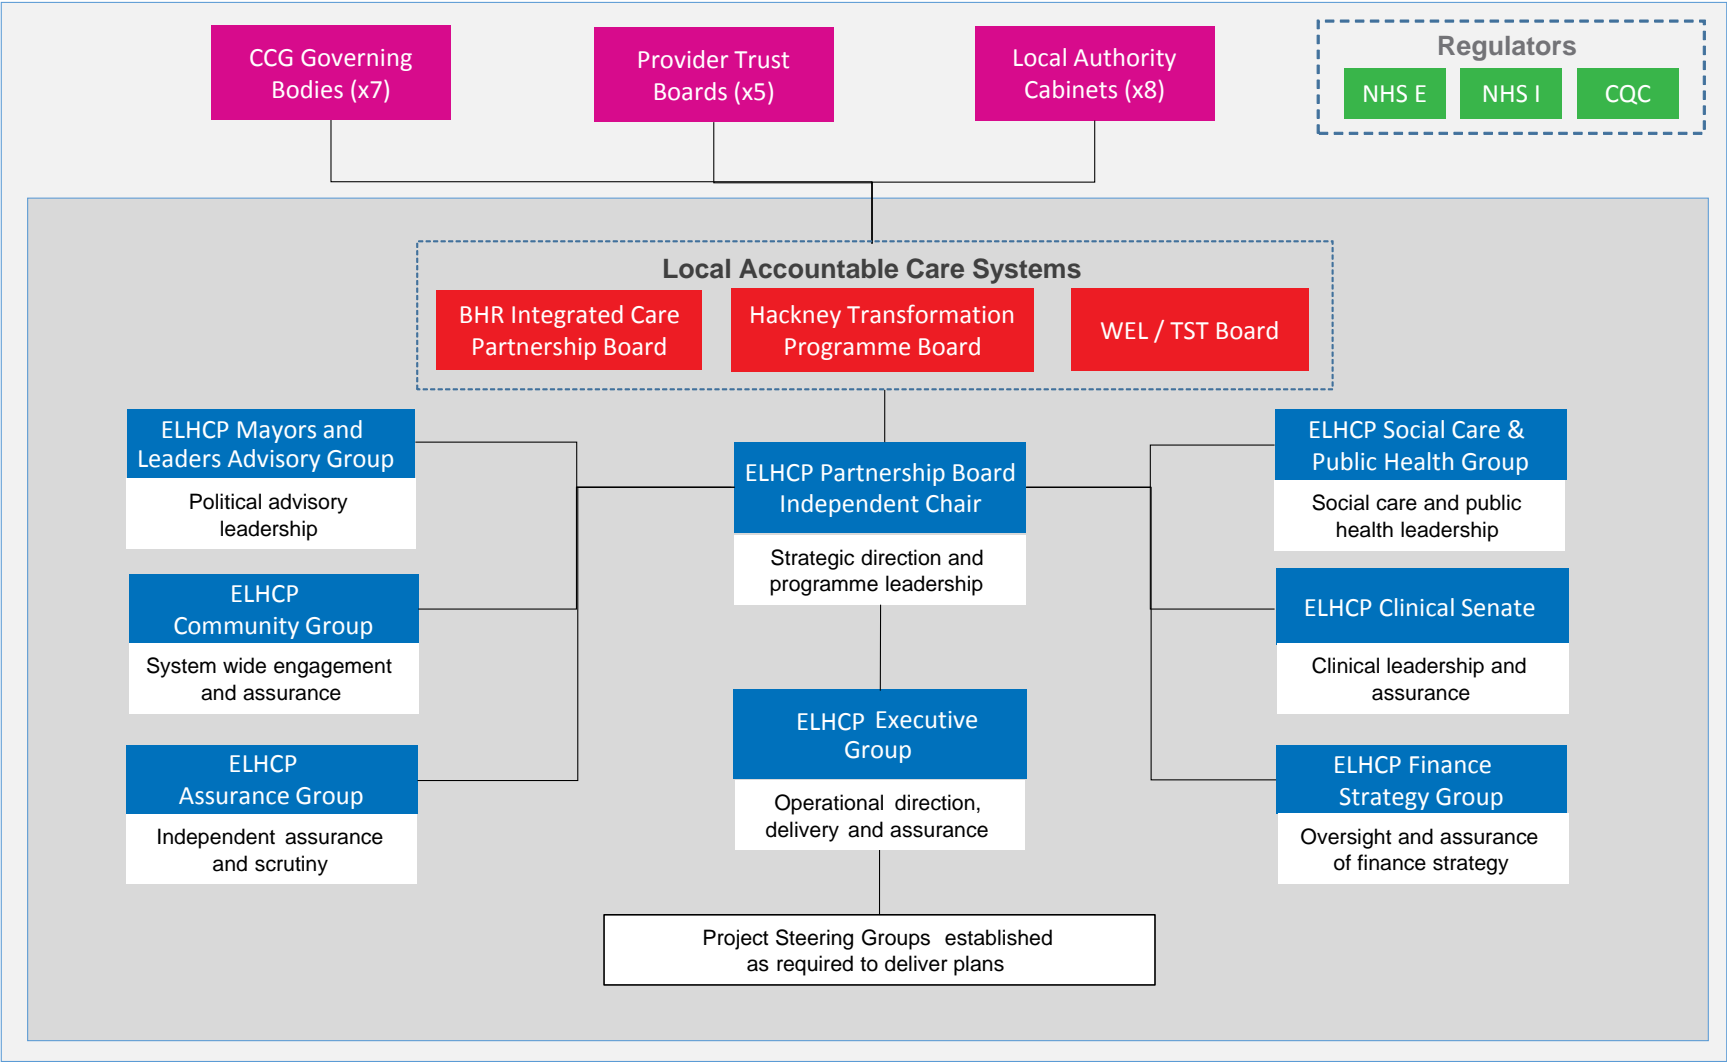 CCG Governing
Bodies (x7)
Provider Trust
Boards (x5)
Local Authority
Cabinets (x8)
Regulators
NHS E
NHS I
CQC
Local Accountable Care Systems
BHR Integrated Care
Partnership Board
Hackney Transformation
Programme Board
WEL / TST Board
ELHCP Mayors and
Leaders Advisory Group
Political advisory
leadership
ELHCP Partnership Board
Independent Chair
Strategic direction and
programme leadership
ELHCP Social Care &
Public Health Group
Social care and public
health leadership
ELHCP
Community Group
System wide engagement
and assurance
ELHCP Clinical Senate
Clinical leadership and
assurance
ELHCP
Assurance Group
Independent assurance
and scrutiny
ELHCP Executive
Group
Operational direction,
delivery and assurance
ELHCP Finance
Strategy Group
Oversight and assurance
of finance strategy
Project Steering Groups established
as required to deliver plans